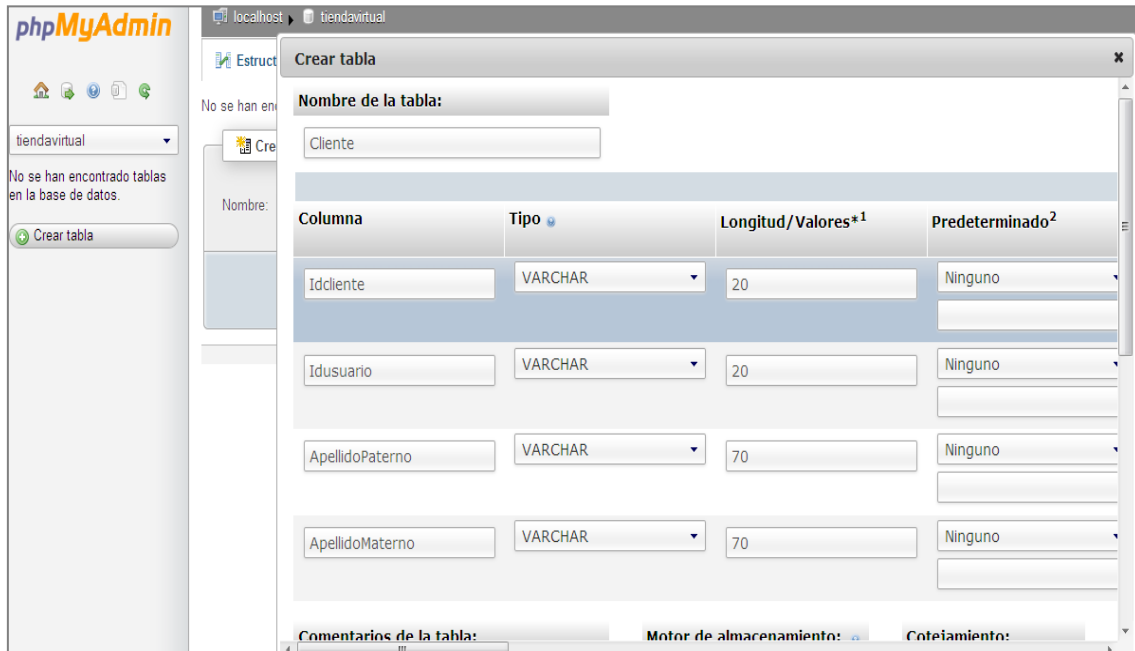 phpMyAdmin
localhost
tiendavirtual
Estruct
Crear tabla
No se han en
Nombre de la tabla:
tiendavirtual
Cre
Cliente
No se han encontrado tablas
en la base de datos.
Nombre:
Crear tabla
Columna
Tipo
Longitud/Valores*1
Predeterminado2
Idcliente
VARCHAR
20
Ninguno
Idusuario
VARCHAR
20
Ninguno
ApellidoPaterno
VARCHAR
70
Ninguno
ApellidoMaterno
VARCHAR
70
Ninguno
Comentarios de la tabla:
Motor de almacenamiento:
Cotejamiento: